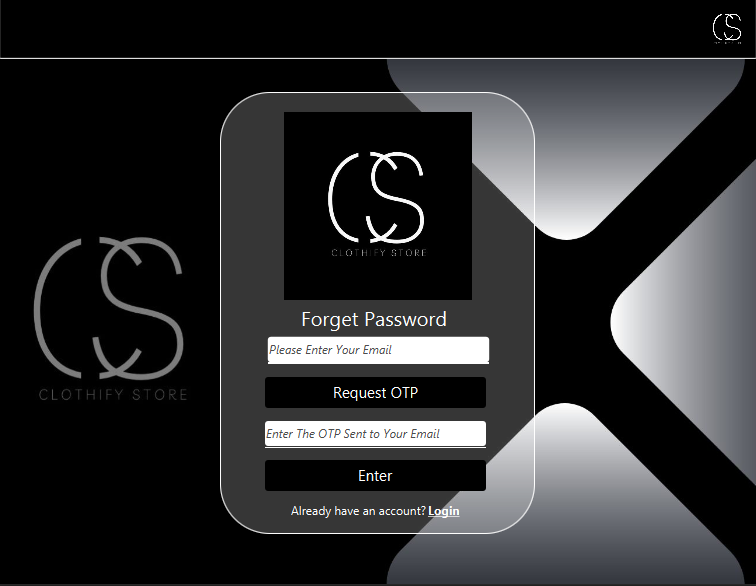 CS
CS
CLOTHIFY STORE
CS
CLOTHIFY STORE
Forget Password
Please Enter Your Email
Request OTP
Enter The OTP Sent to Your Email
Enter
Already have an account? Login